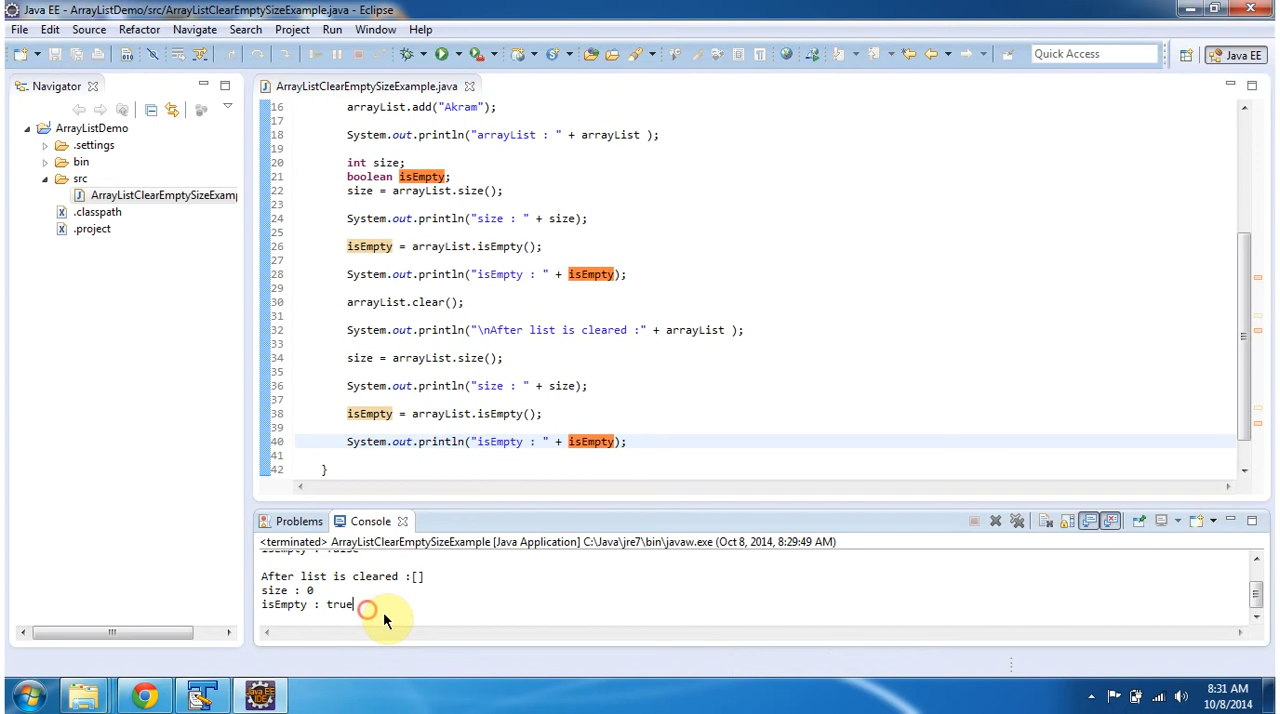 Java EE - ArrayListDemo/src/ArrayListClearEmptySizeExample.java - Eclipse
File Edit Source Refactor Navigate Search Project Run Window Help
Quick Access
Java EE
Navigator
ArrayListDemo
.settings
bin
src
ArrayListClearEmptySizeExamp
.classpath
.project
ArrayListClearEmptySizeExample.java
16 arrayList.add("Akram");
17
18 System.out.println("arrayList : " + arrayList );
19
20 int size;
21 boolean isEmpty;
22 size = arrayList.size();
23
24 System.out.println("size : " + size);
25
26 isEmpty = arrayList.isEmpty();
27
28 System.out.println("isEmpty : " + isEmpty);
29
30 arrayList.clear();
31
32 System.out.println("\nAfter list is cleared :" + arrayList );
33
34 size = arrayList.size();
35
36 System.out.println("size : " + size);
37
38 isEmpty = arrayList.isEmpty();
39
40 System.out.println("isEmpty : " + isEmpty);
41
42 }
Problems Console
<terminated> ArrayListClearEmptySizeExample [Java Application] C:\Java\jre7\bin\javaw.exe (Oct 8, 2014, 8:29:49 AM)
isEmpty : false
After list is cleared :[]
size : 0
isEmpty : true
Java EE
IDE
8:31 AM
10/8/2014